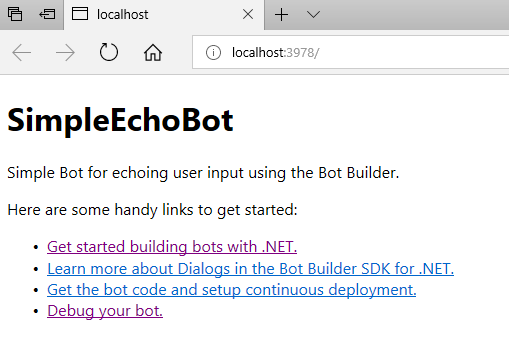 localhost
localhost:3978/
SimpleEchoBot
Simple Bot for echoing user input using the Bot Builder.
Here are some handy links to get started:
• Get started building bots with .NET.
• Learn more about Dialogs in the Bot Builder SDK for .NET.
• Get the bot code and setup continuous deployment.
• Debug your bot.